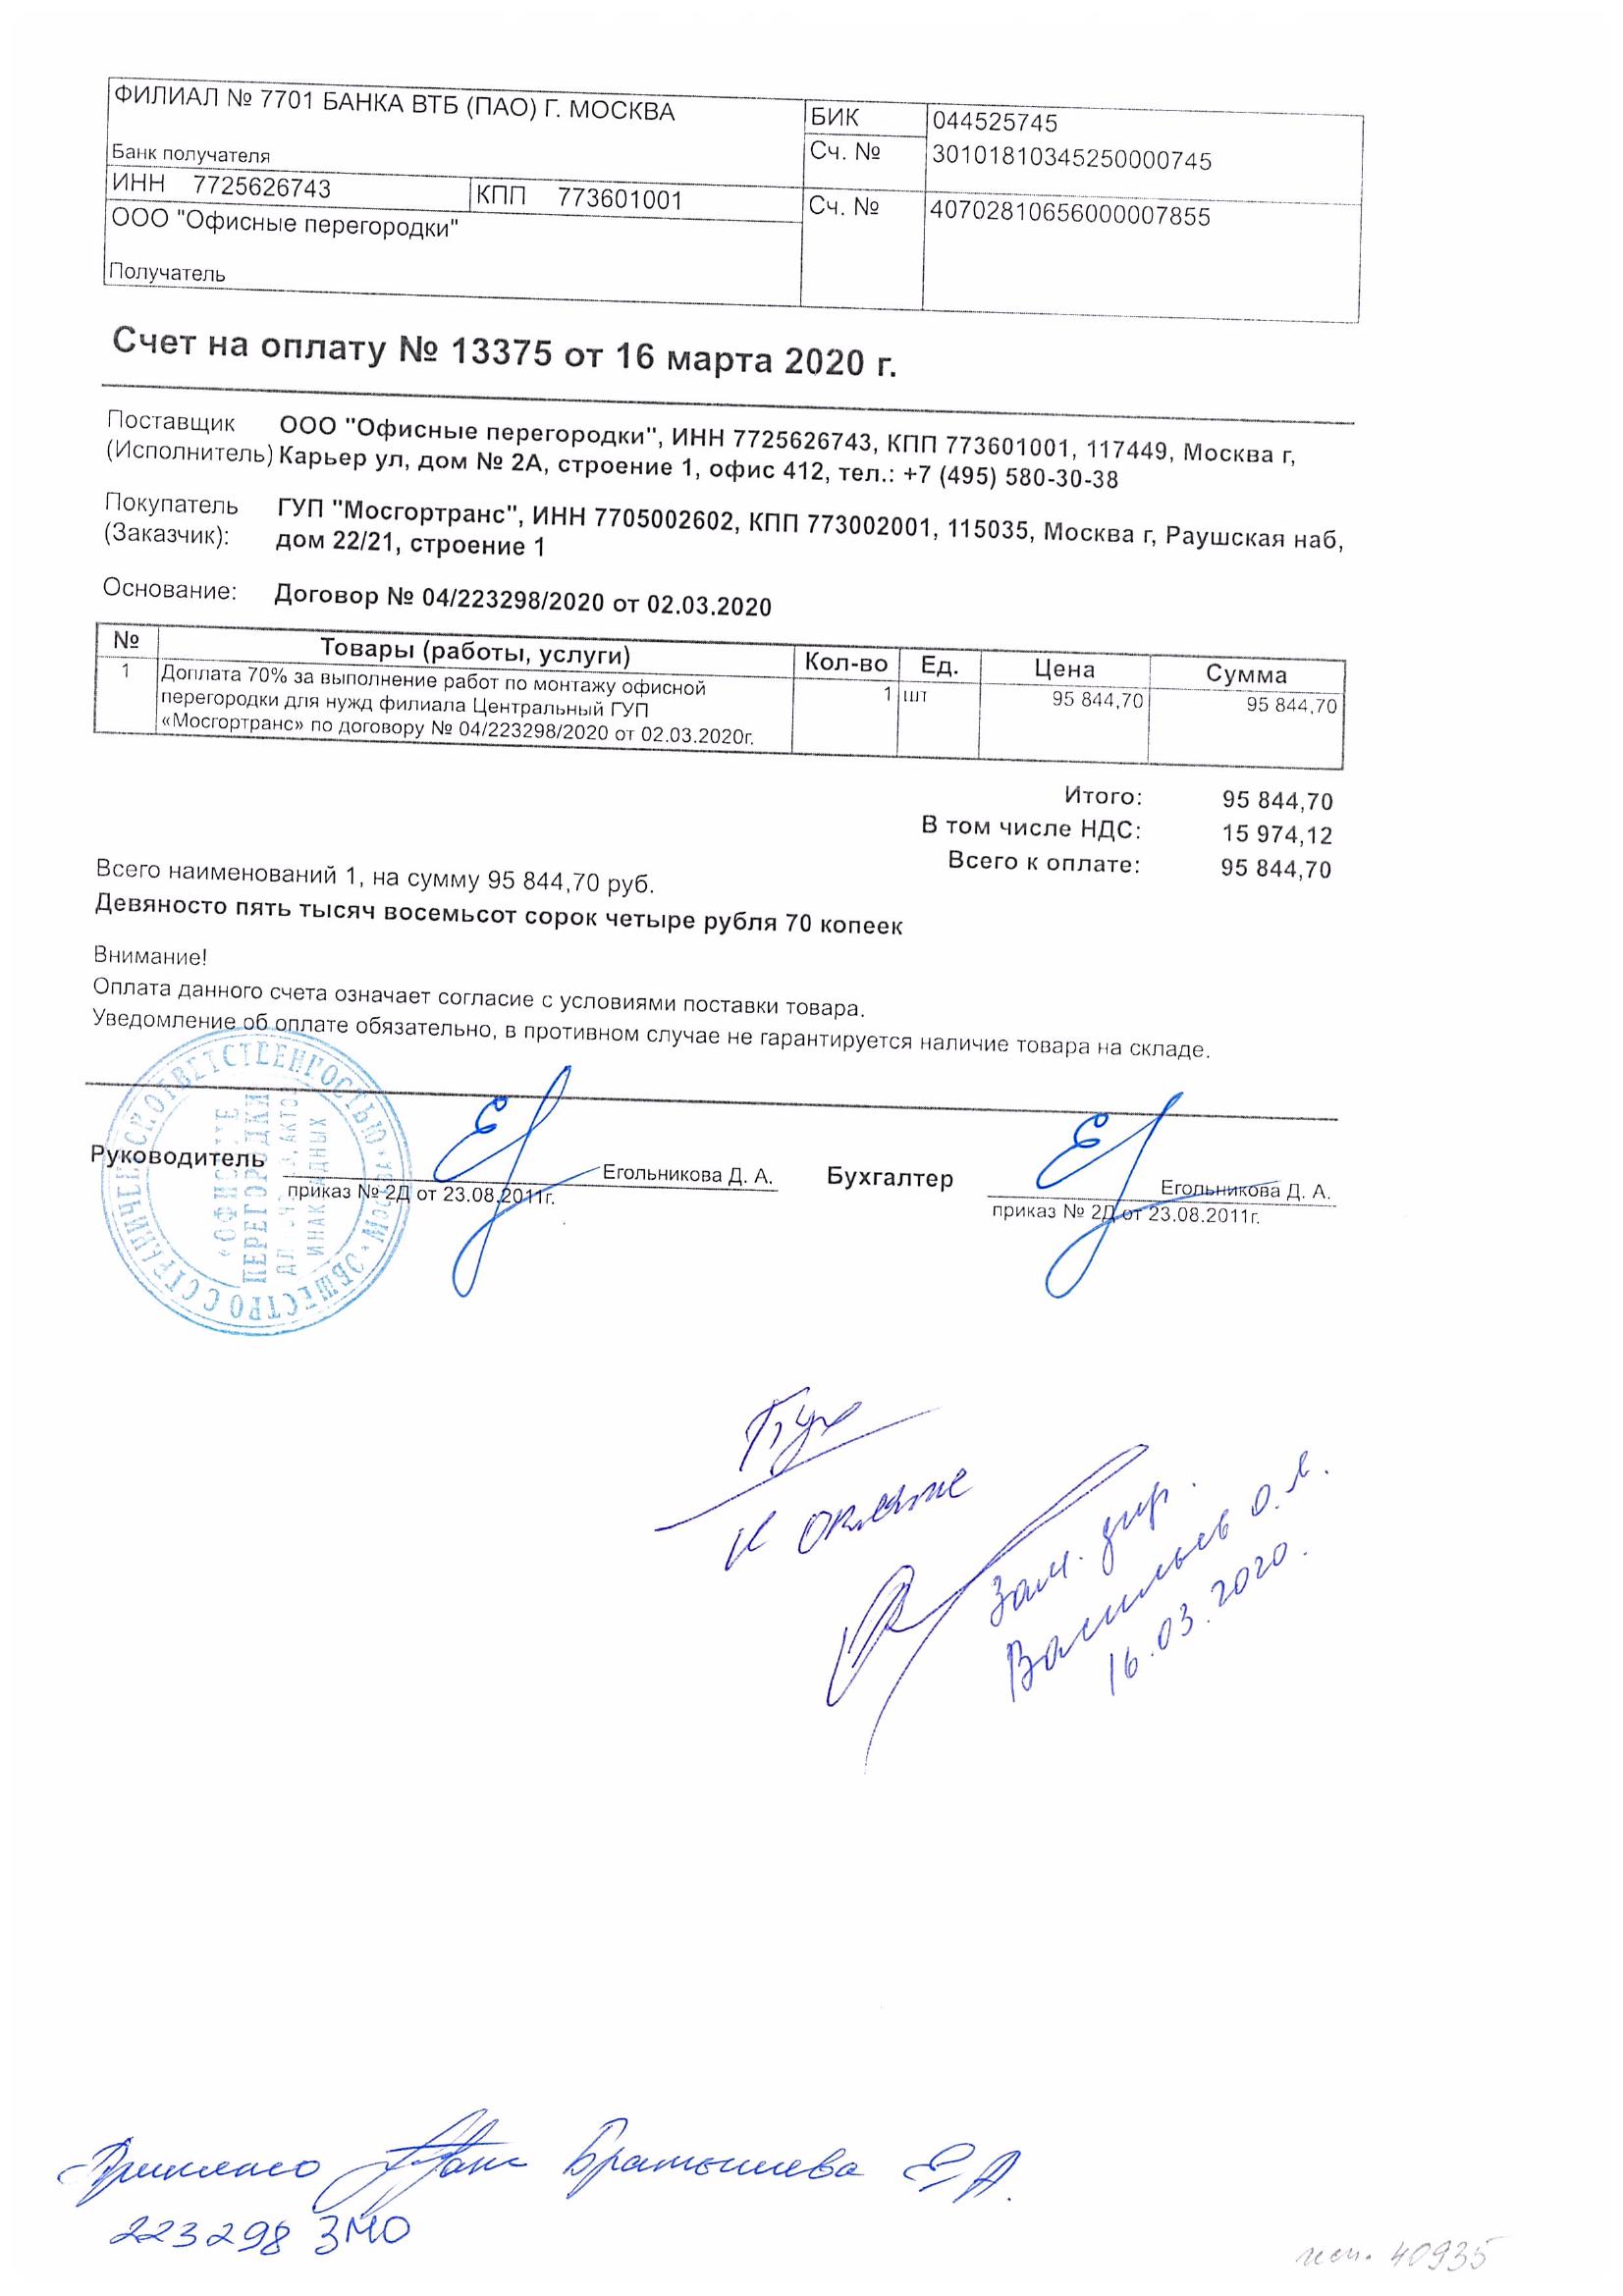 ФИЛИАЛ № 7701 БАНКА ВТБ (ПАО) Г. МОСКВА
БИК 044525745
Сч. № 30101810345250000745
Банк получателя
ИНН 7725626743 КПП 773601001 Сч. № 40702810656000007855
ООО "Офисные перегородки"
Получатель
Счет на оплату № 13375 от 16 марта 2020 г.
Поставщик ООО "Офисные перегородки", ИНН 7725626743, КПП 773601001, 117449, Москва г,
(Исполнитель) Карьер ул, дом № 2А, строение 1, офис 412, тел.: +7 (495) 580-30-38
Покупатель ГУП "Мосгортранс", ИНН 7705002602, КПП 773002001, 115035, Москва г, Раушская наб,
(Заказчик): дом 22/21, строение 1
Основание: Договор № 04/223298/2020 от 02.03.2020
№ Товары (работы, услуги) Кол-во Ед. Цена Сумма
1 Доплата 70% за выполнение работ по монтажу офисной 1 шт 95 844,70 95 844,70
перегородки для нужд филиала Центральный ГУП
«Мосгортранс» по договору № 04/223298/2020 от 02.03.2020г.
Итого: 95 844,70
В том числе НДС: 15 974,12
Всего к оплате: 95 844,70
Всего наименований 1, на сумму 95 844,70 руб.
Девяносто пять тысяч восемьсот сорок четыре рубля 70 копеек
Внимание!
Оплата данного счета означает согласие с условиями поставки товара.
Уведомление об оплате обязательно, в противном случае не гарантируется наличие товара на складе.
Руководитель Егольникова Д. А. Бухгалтер Егольникова Д. А.
приказ № 2Д от 23.08.2011г. приказ № 2Д от 23.08.2011г.
«ОФИСНЫЕ
ПЕРЕГОРОДКИ
Бух
к оплате
Зам. дир.
Васильев О.
16.03.2020.
Принято Братышева Е А.
223298 ЗМО
40935